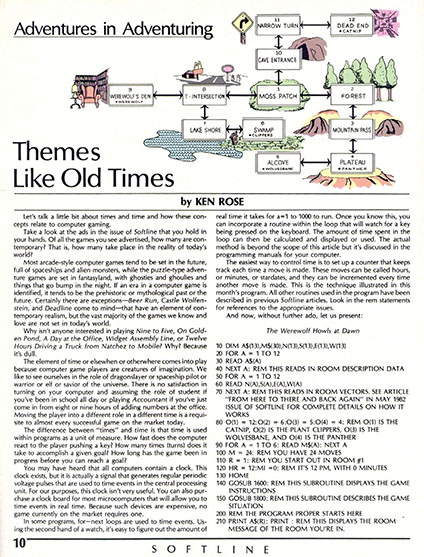 Adventures in Adventuring
11
NARROW TURN
12
DEAD END
*CATNIP
10
CAVE ENTRANCE
9
WEREWOLF'S DEN
*WEREWOLF
8
T-INTERSECTION
1
MOSS PATCH
2
FOREST
7
LAKE SHORE
6
SWAMP
*CLIPPERS
3
MOUNTAIN PASS
5
ALCOVE
*WOLVESBANE
4
PLATEAU
*PANTHER
Themes
Like Old Times
by KEN ROSE
Let's talk a little bit about times and time and how these con-
cepts relate to computer gaming.
Take a look at the ads in the issue of Softline that you hold in
your hands. Of all the games you see advertised, how many are con-
temporary? That is, how many take place in the reality of today's
world?
Most arcade-style computer games tend to be set in the future,
full of spaceships and alien monsters, while the puzzle-type adven-
ture games are set in fantasyland, with ghosties and ghoulies and
things that go bump in the night. If an era in a computer game is
identified, it tends to be the prehistoric or mythological past or the
future. Certainly there are exceptions—Beer Run, Castle Wolfen-
stein, and Deadline come to mind—that have an element of con-
temporary realism, but the vast majority of the games we know and
love are not set in today's world.
Why isn't anyone interested in playing Nine to Five, On Gold-
en Pond, A Day at the Office, Widget Assembly Line, or Twelve
Hours Driving a Truck from Natchez to Mobile? Why? Because
it's dull.
The element of time or elsewhen or otherwhere comes into play
because computer game players are creatures of imagination. We
like to see ourselves in the role of dragonslayer or spaceship pilot or
warrior or elf or savior of the universe. There is no satisfaction in
turning on your computer and assuming the role of student if
you've been in school all day or playing Accountant if you've just
come in from eight or nine hours of adding numbers at the office.
Moving the player into a different role in a different time is a requi-
site to almost every successful game on the market today.
The difference between "times" and time is that time is used
within programs as a unit of measure. How fast does the computer
react to the player pushing a key? How many times (turns) does it
take to accomplish a given goal? How long has the game been in
progress before you can reach a goal?
You may have heard that all computers contain a clock. This
clock exists, but it is actually a signal that generates regular periodic
voltage pulses that are used to time events in the central processing
unit. For our purposes, this clock isn't very useful. You can also pur-
chase a clock board for most microcomputers that will allow you to
time events in real time. Because such devices are expensive, no
game currently on the market requires one.
In some programs, for–next loops are used to time events. Us-
ing the second hand of a watch, it's easy to figure out the amount of
real time it takes for a=1 to 1000 to run. Once you know this, you
can incorporate a routine within the loop that will watch for a key
being pressed on the keyboard. The amount of time spent in the
loop can then be calculated and displayed or used. The actual
method is beyond the scope of this article but it's discussed in the
programming manuals for your computer.
The easiest way to control time is to set up a counter that keeps
track each time a move is made. These moves can be called hours,
or minutes, or stardates, and they can be incremented every time
another move is made. This is the technique illustrated in this
month's program. All other routines used in the program have been
described in previous Softline articles. Look in the rem statements
for references to the appropriate issues.
And now, without further ado, let us present:
The Werewolf Howls at Dawn
10 DIM A$(13),M$(30),N(13),S(13),E(13),W(13)
20 FOR A = 1 TO 12
30 READ A$(A)
40 NEXT A: REM THIS READS IN ROOM DESCRIPTION DATA
50 FOR A = 1 TO 12
60 READ N(A),S(A),E(A),W(A)
70 NEXT A: REM THIS READS IN ROOM VECTORS. SEE ARTICLE
"FROM HERE TO THERE AND BACK AGAIN" IN MAY 1982
ISSUE OF SOFTLINE FOR COMPLETE DETAILS ON HOW IT
WORKS
80 O(1) = 12:O(2) = 6:O(3) = 5:O(4) = 4: REM O(1) IS THE
CATNIP, O(2) IS THE PLANT CLIPPERS, O(3) IS THE
WOLVESBANE, AND O(4) IS THE PANTHER
90 FOR A = 1 TO 6: READ M$(A): NEXT A
100 M = 24: REM YOU HAVE 24 MOVES
110 R = 1: REM YOU START OUT IN ROOM #1
120 HR = 12:MI =0: REM IT'S 12 PM, WITH 0 MINUTES
130 HOME
140 GOSUB 1600: REM THIS SUBROUTINE DISPLAYS THE GAME
INSTRUCTIONS
150 GOSUB 1800: REM THIS SUBROUTINE DESCRIBES THE GAME
SITUATION
200 REM THE PROGRAM PROPER STARTS HERE
210 PRINT A$(R): PRINT : REM THIS DISPLAYS THE ROOM
MESSAGE OF THE ROOM YOU'RE IN.
10
SOFTLINE